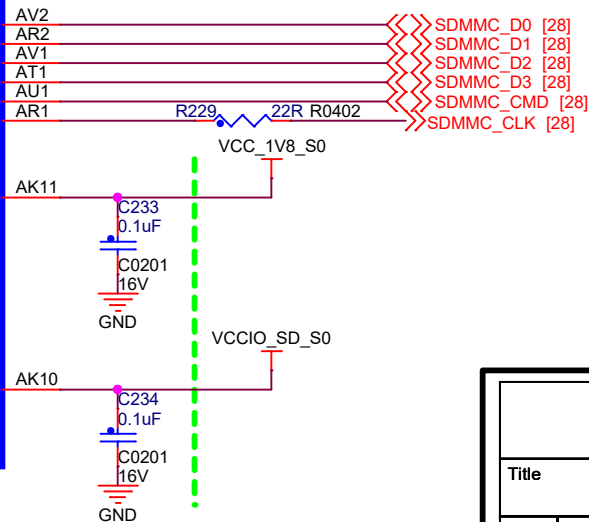 AV2 SDMMC_D0 [28]
AR2 SDMMC_D1 [28]
AV1 SDMMC_D2 [28]
AT1 SDMMC_D3 [28]
AU1 SDMMC_CMD [28]
AR1 R229 22R R0402 SDMMC_CLK [28]
VCC_1V8_S0
AK11
C233
0.1uF
C0201
16V
GND
VCCIO_SD_S0
AK10
C234
0.1uF
C0201
16V
GND
Title